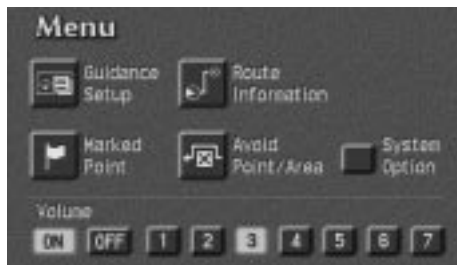 Menu
Guidance
Setup
Route
Information
Marked
Point
Avoid
Point/Area
System
Option
Volume
ON OFF 1 2 3 4 5 6 7